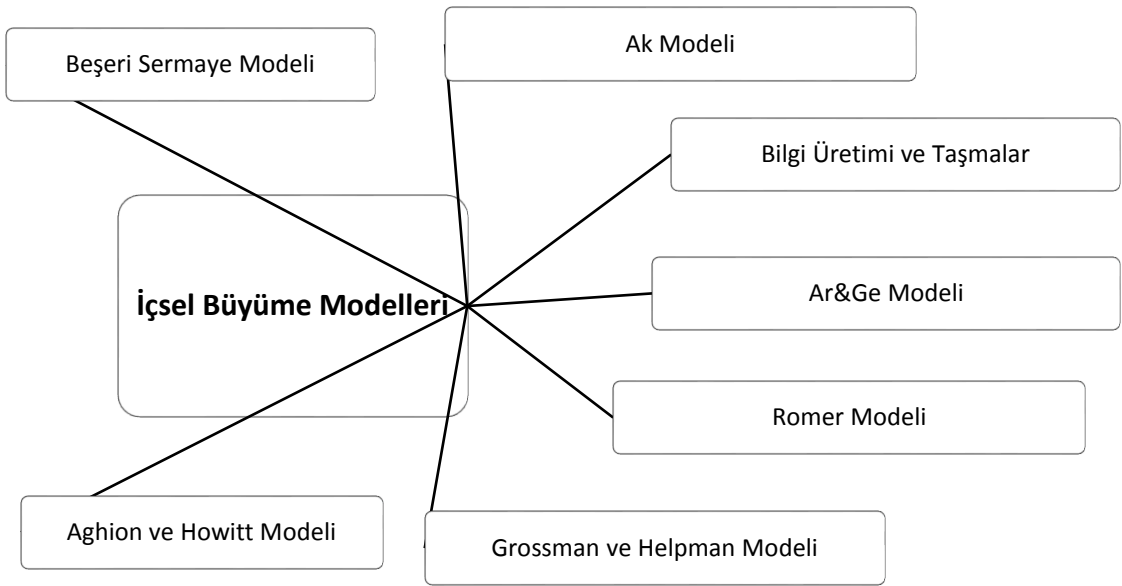 Beşeri Sermaye Modeli
Ak Modeli
Bilgi Üretimi ve Taşmalar
İçsel Büyüme Modelleri
Ar&Ge Modeli
Romer Modeli
Aghion ve Howitt Modeli
Grossman ve Helpman Modeli